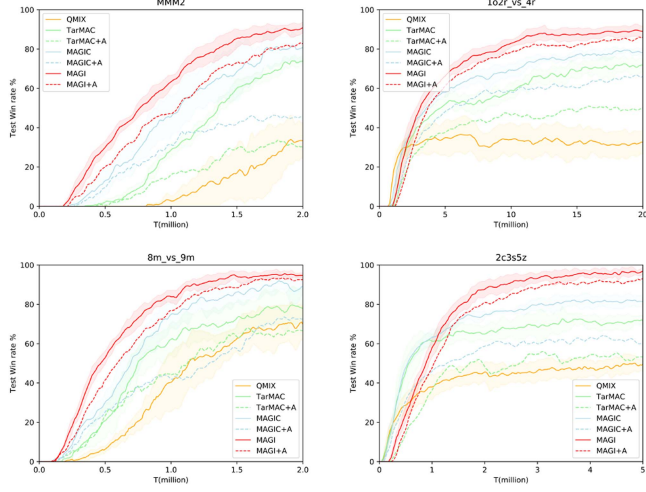 MMM2
Test Win rate %
100
80
60
40
20
0
0.0 0.5 1.0 1.5 2.0
T(million)
QMIX
TarMAC
TarMAC+A
MAGIC
MAGIC+A
MAGI
MAGI+A
1o2r_vs_4r
Test Win rate %
100
80
60
40
20
0
5 10 15 20
T(million)
QMIX
TarMAC
TarMAC+A
MAGIC
MAGIC+A
MAGI
MAGI+A
8m_vs_9m
Test Win rate %
100
80
60
40
20
0
0.0 0.5 1.0 1.5 2.0
T(million)
QMIX
TarMAC
TarMAC+A
MAGIC
MAGIC+A
MAGI
MAGI+A
2c3s5z
Test Win rate %
100
80
60
40
20
0
0 1 2 3 4 5
T(million)
QMIX
TarMAC
TarMAC+A
MAGIC
MAGIC+A
MAGI
MAGI+A